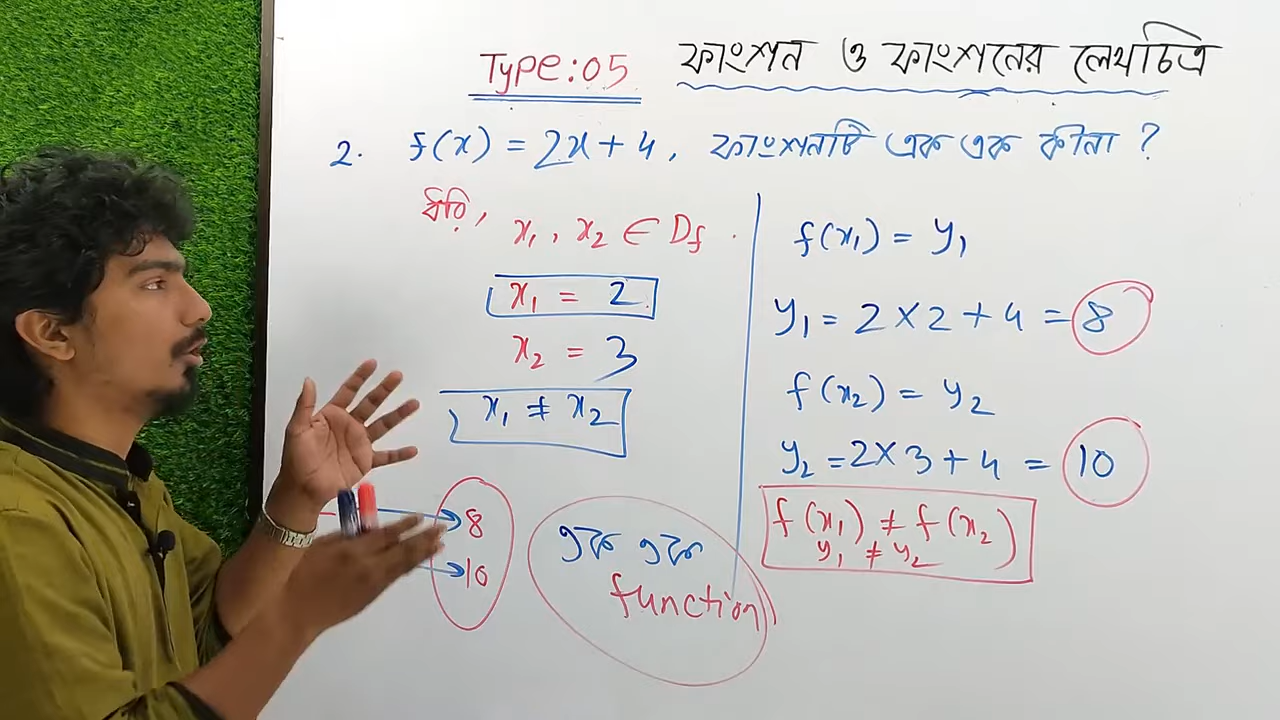 Type: 05 ফাংশন ও ফাংশনের লেখচিত্র
2. f(x) = 2x + 4, ফাংশনটি এক এক কীনা ?
ধরি, x₁, x₂ ∈ Df .
x₁ = 2
x₂ = 3
x₁ ≠ x₂
8
10
এক এক
function
f(x₁) = y₁
y₁ = 2 × 2 + 4 = 8
f(x₂) = y₂
y₂ = 2 × 3 + 4 = 10
f(x₁) ≠ f(x₂)
y₁ ≠ y₂